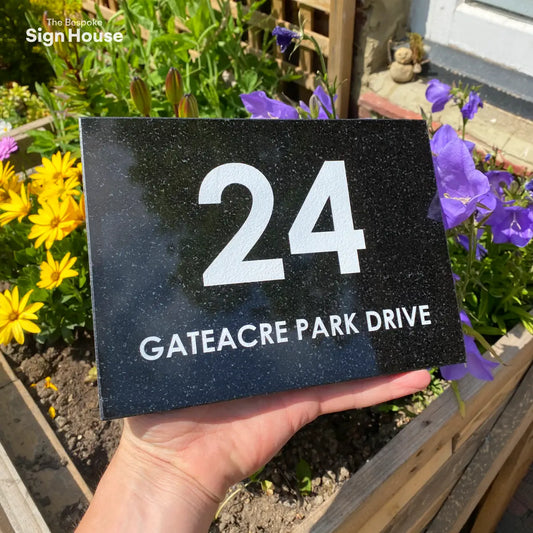 The Bespoke
Sign House
24
GATEACRE PARK DRIVE